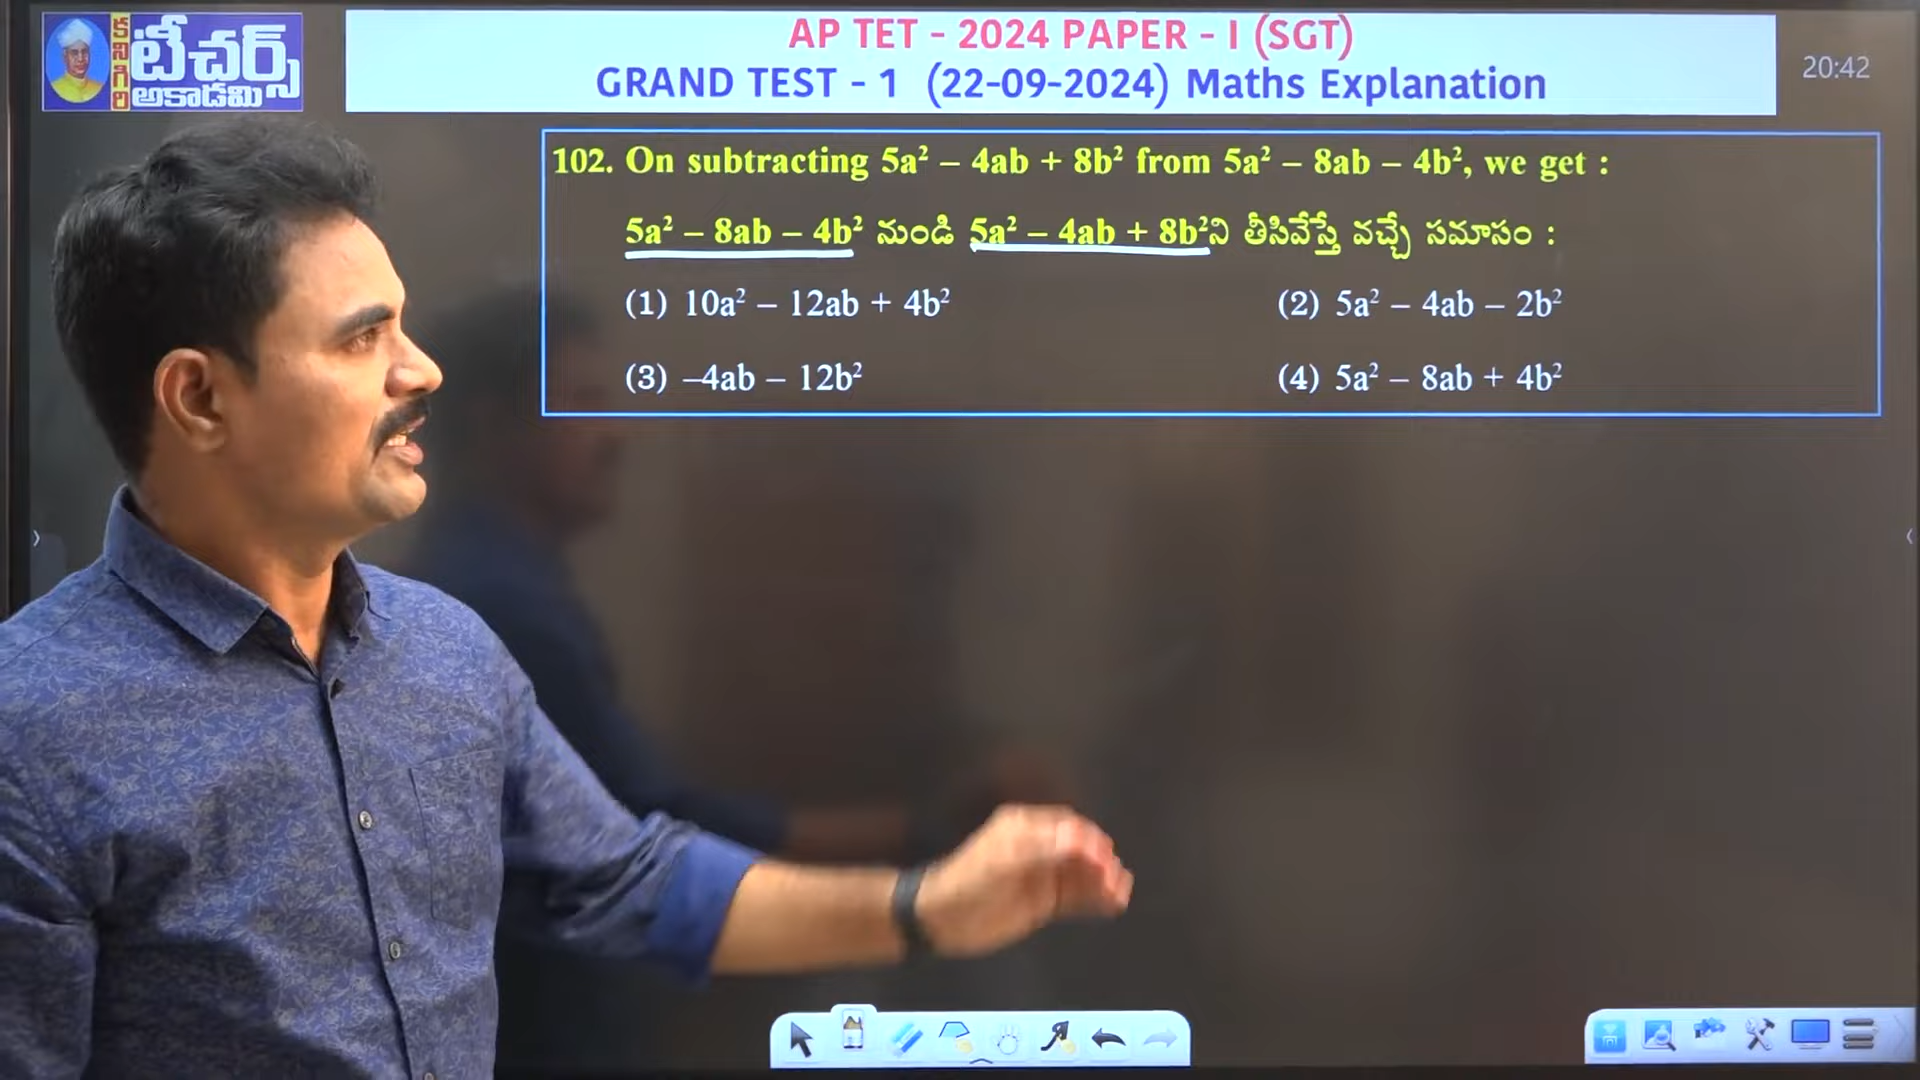 కనిగిరి
టీచర్స్
అకాడమి
AP TET - 2024 PAPER - I (SGT)
GRAND TEST - 1 (22-09-2024) Maths Explanation
20:42
102. On subtracting 5a² – 4ab + 8b² from 5a² – 8ab – 4b², we get :
5a² – 8ab – 4b² నుండి 5a² – 4ab + 8b²ని తీసివేస్తే వచ్చే సమాసం :
(1) 10a² – 12ab + 4b² (2) 5a² – 4ab – 2b²
(3) –4ab – 12b² (4) 5a² – 8ab + 4b²